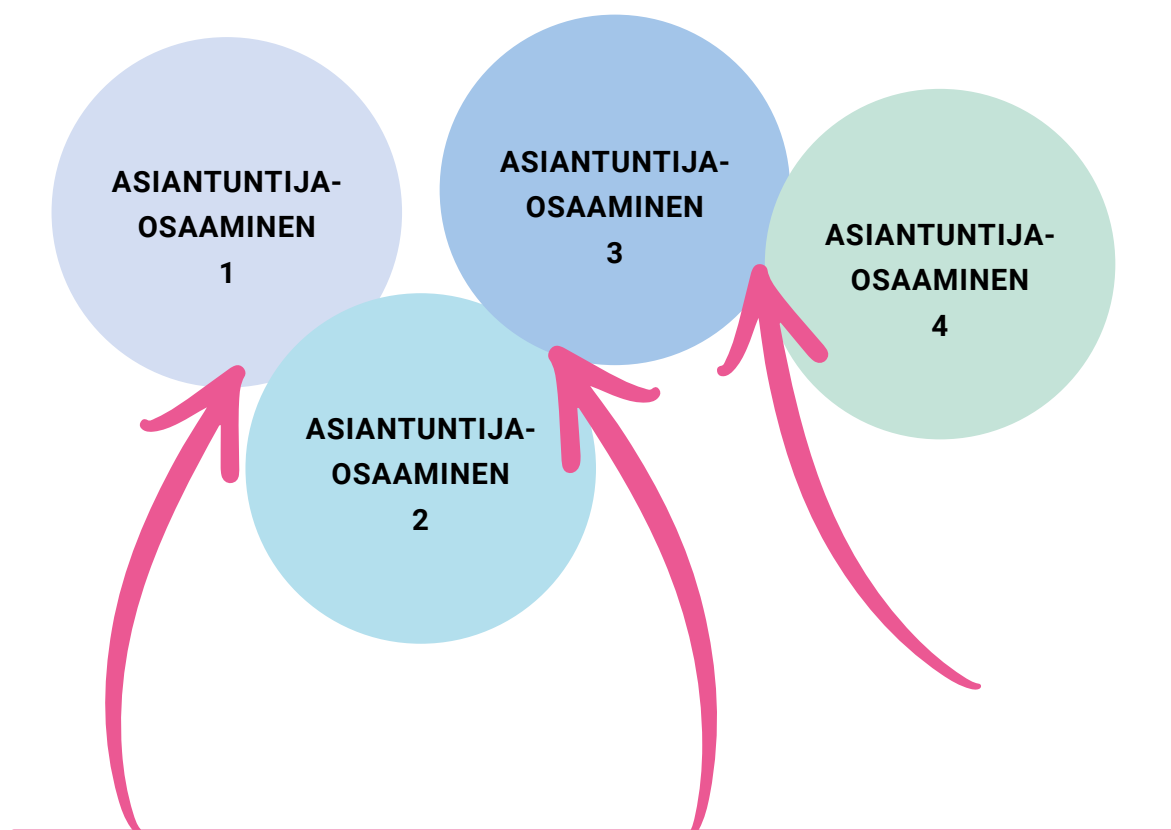 ASIANTUNTIJA-
OSAAMINEN
1
ASIANTUNTIJA-
OSAAMINEN
2
ASIANTUNTIJA-
OSAAMINEN
3
ASIANTUNTIJA-
OSAAMINEN
4